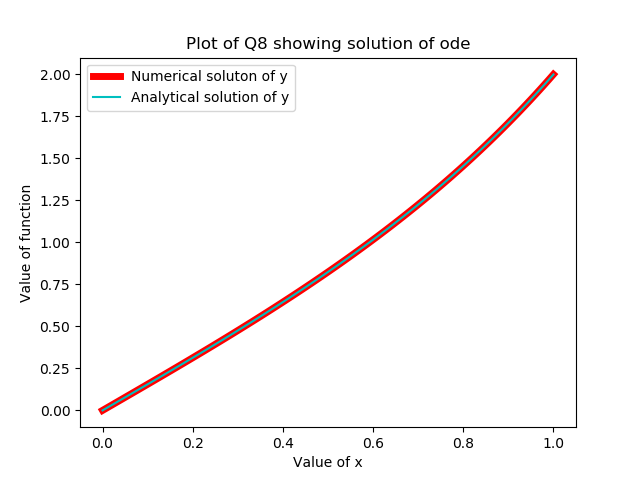 Plot of Q8 showing solution of ode
Numerical soluton of y
Analytical solution of y
Value of function
2.00
1.75
1.50
1.25
1.00
0.75
0.50
0.25
0.00
0.0 0.2 0.4 0.6 0.8 1.0
Value of x